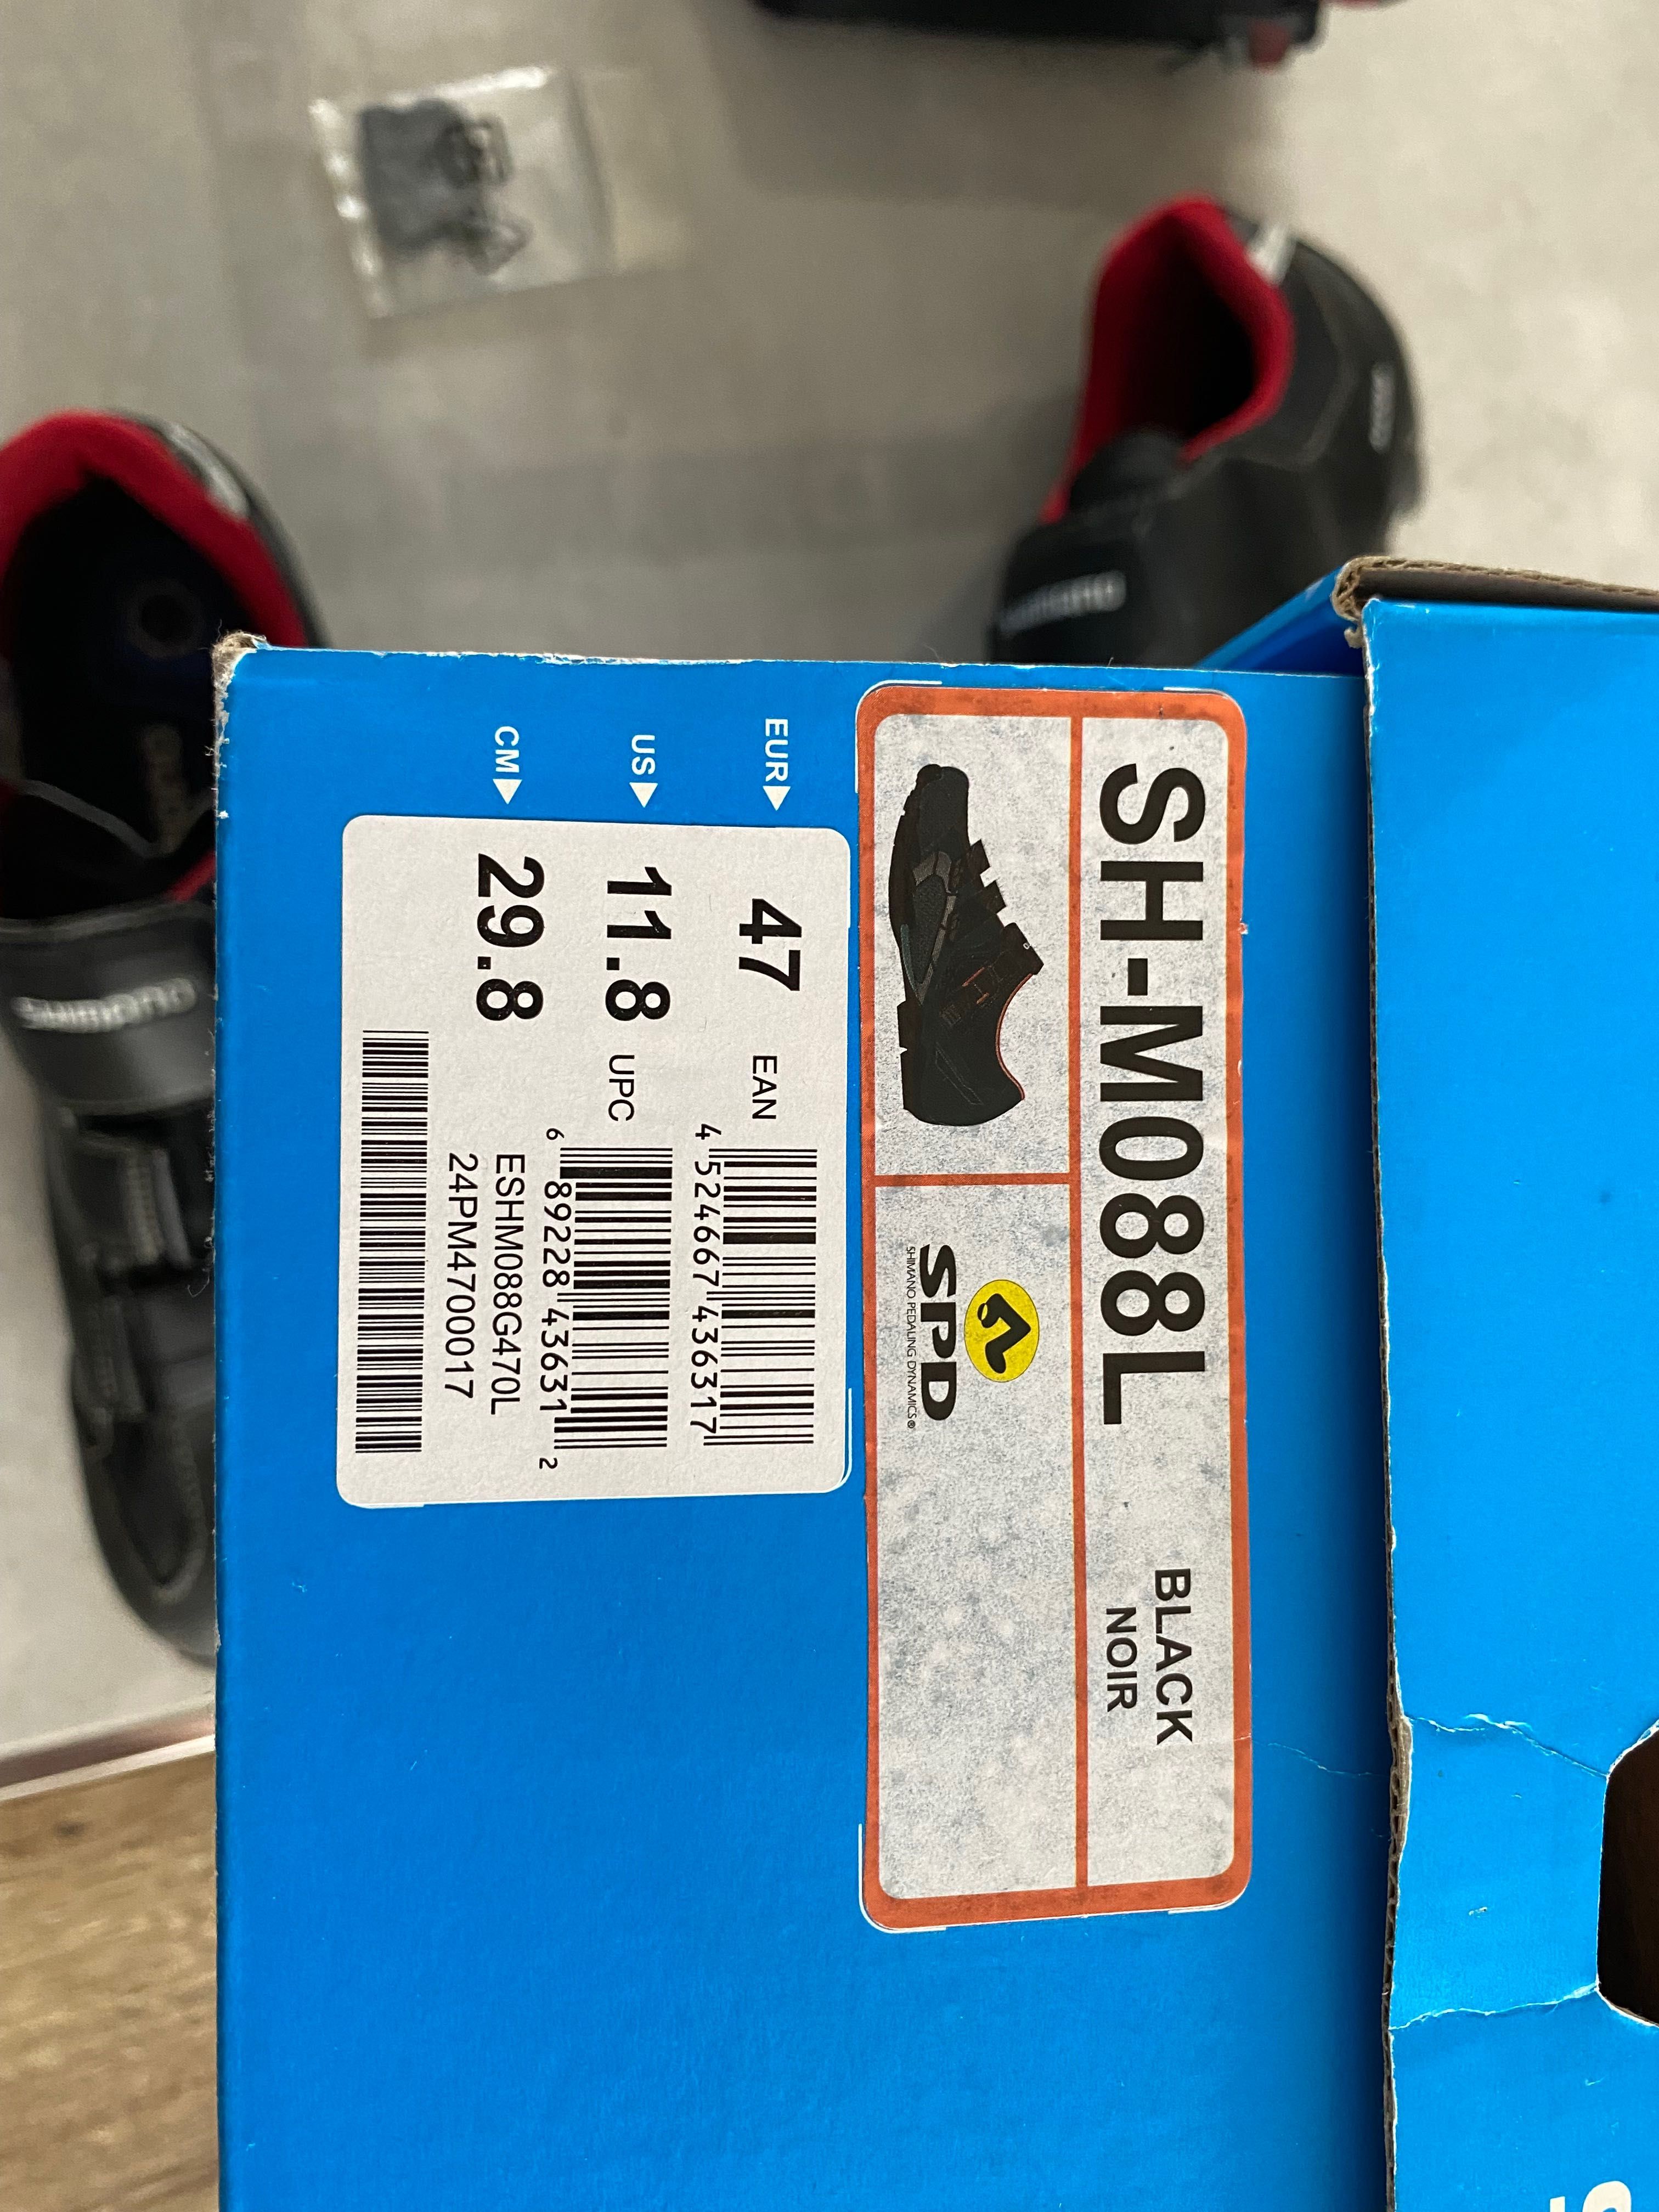 SH-M088L
BLACK
NOIR
SPD
SHIMANO PEDALING DYNAMICS®
EUR 47
EAN
4 524667 436317
US 11.8
UPC
6 89228 43631 2
CM 29.8
ESHM088G470L
24PM4700017
SHIMANO
SHIMANO